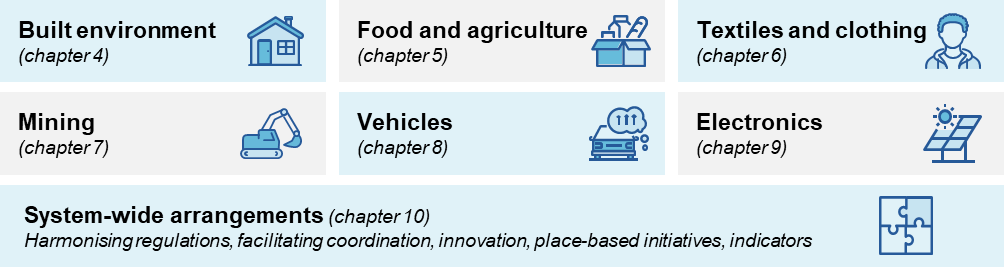 Built environment
(chapter 4)
Food and agriculture
(chapter 5)
Textiles and clothing
(chapter 6)
Mining
(chapter 7)
Vehicles
(chapter 8)
Electronics
(chapter 9)
System-wide arrangements (chapter 10)
Harmonising regulations, facilitating coordination, innovation, place-based initiatives, indicators